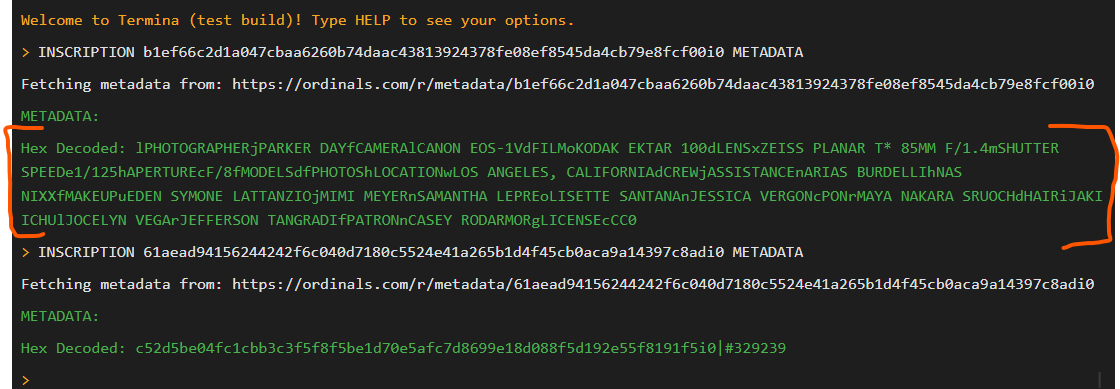 Welcome to Termina (test build)! Type HELP to see your options.
> INSCRIPTION b1ef66c2d1a047cbaa6260b74daac43813924378fe08ef8545da4cb79e8fcf00i0 METADATA
Fetching metadata from: https://ordinals.com/r/metadata/b1ef66c2d1a047cbaa6260b74daac43813924378fe08ef8545da4cb79e8fcf00i0
METADATA:
Hex Decoded: lPHOTOGRAPHERjPARKER DAYfCAMERAlCANON EOS-1VdFILMoKODAK EKTAR 100dLENSxZEISS PLANAR T* 85MM F/1.4mSHUTTER
SPEEDe1/125hAPERTUREcF/8fMODELSdfPHOTOShLOCATIONwLOS ANGELES, CALIFORNIAdCREWjASSISTANCEnARIAS BURDELLIhNAS
NIXXfMAKEUPuEDEN SYMONE LATTANZIOjMIMI MEYERnSAMANTHA LEPREoLISETTE SANTANAnJESSICA VERGONcPONrMAYA NAKARA SRUOCHdHAIRiJAKI
ICHUlJOCELYN VEGArJEFFERSON TANGRADIfPATRONnCASEY RODARMORgLICENSEcCC0
> INSCRIPTION 61aead94156244242f6c040d7180c5524e41a265b1d4f45cb0aca9a14397c8adi0 METADATA
Fetching metadata from: https://ordinals.com/r/metadata/61aead94156244242f6c040d7180c5524e41a265b1d4f45cb0aca9a14397c8adi0
METADATA:
Hex Decoded: c52d5be04fc1cbb3c3f5f8f5be1d70e5afc7d8699e18d088f5d192e55f8191f5i0|#329239
>